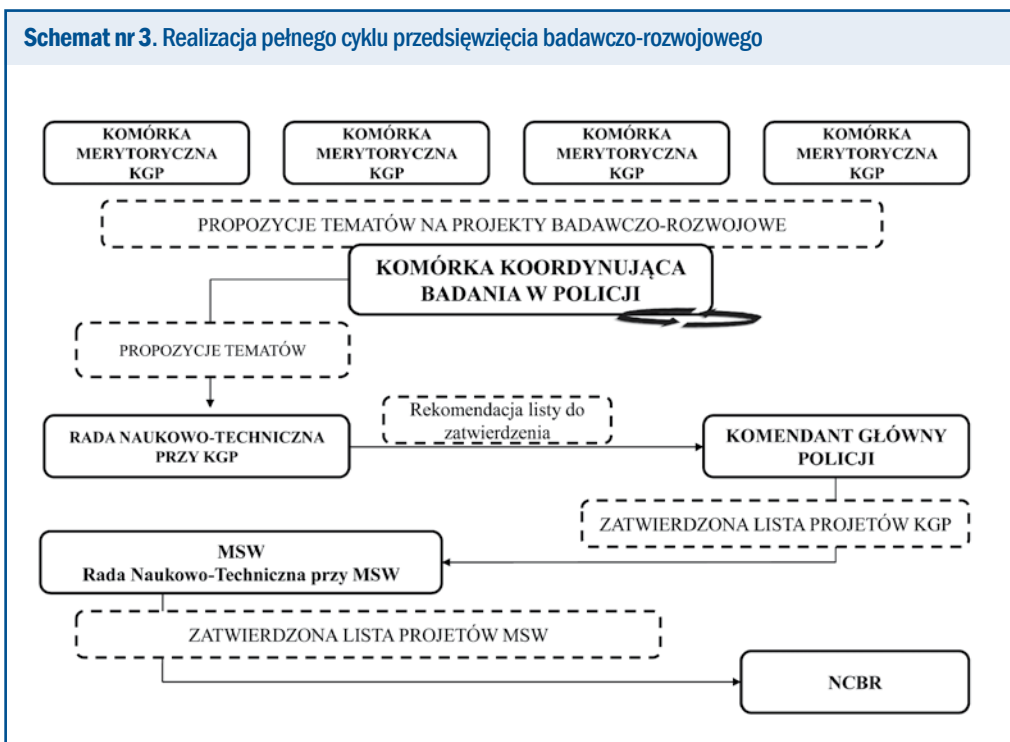 Schemat nr 3. Realizacja pełnego cyklu przedsięwzięcia badawczo-rozwojowego
KOMÓRKA
MERYTORYCZNA
KGP
KOMÓRKA
MERYTORYCZNA
KGP
KOMÓRKA
MERYTORYCZNA
KGP
KOMÓRKA
MERYTORYCZNA
KGP
PROPOZYCJE TEMATÓW NA PROJEKTY BADAWCZO-ROZWOJOWE
KOMÓRKA KOORDYNUJĄCA
BADANIA W POLICJI
PROPOZYCJE TEMATÓW
RADA NAUKOWO-TECHNICZNA
PRZY KGP
Rekomendacja listy do
zatwierdzenia
KOMENDANT GŁÓWNY
POLICJI
ZATWIERDZONA LISTA PROJETÓW KGP
MSW
Rada Naukowo-Techniczna przy MSW
ZATWIERDZONA LISTA PROJETÓW MSW
NCBR